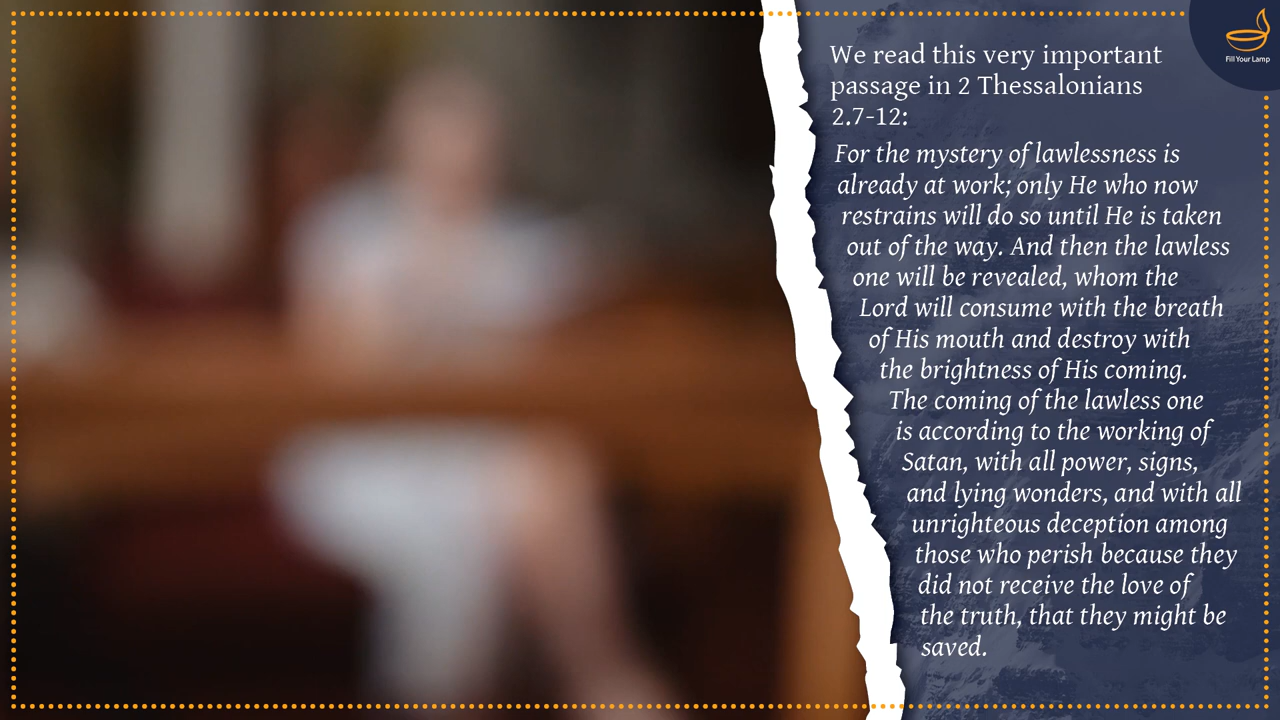 Fill Your Lamp
We read this very important
passage in 2 Thessalonians
2.7-12:
For the mystery of lawlessness is
already at work; only He who now
restrains will do so until He is taken
out of the way. And then the lawless
one will be revealed, whom the
Lord will consume with the breath
of His mouth and destroy with
the brightness of His coming.
The coming of the lawless one
is according to the working of
Satan, with all power, signs,
and lying wonders, and with all
unrighteous deception among
those who perish because they
did not receive the love of
the truth, that they might be
saved.